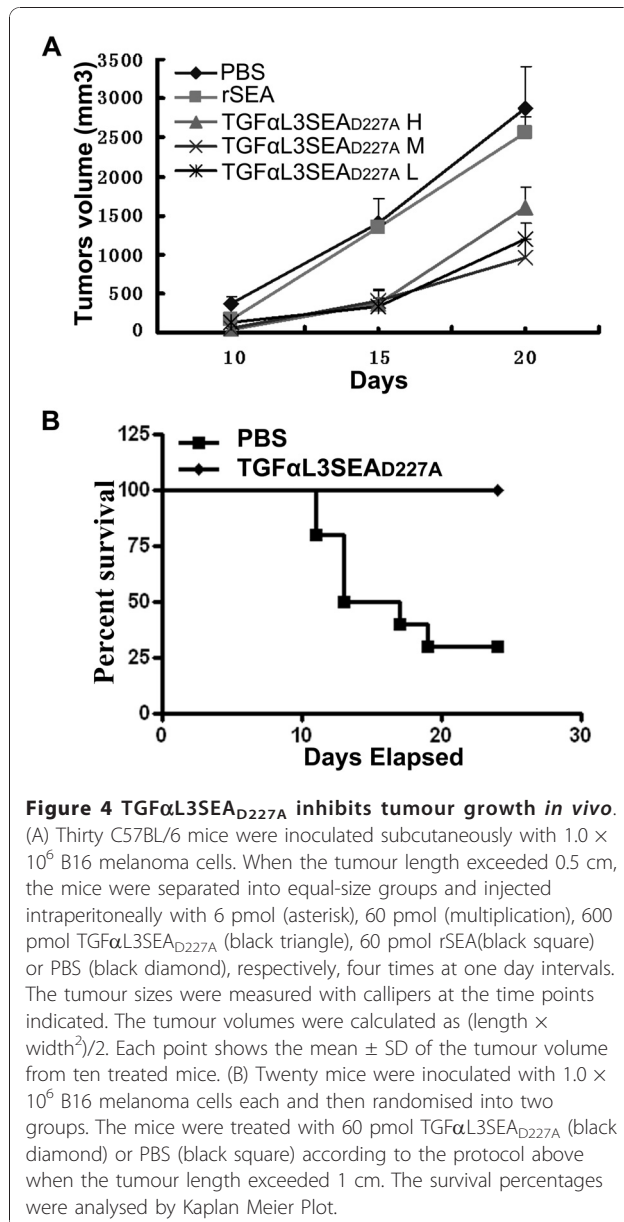 A
Tumors volume (mm3)
3500
3000
2500
2000
1500
1000
500
0
PBS
rSEA
TGFαL3SEAD227A H
TGFαL3SEAD227A M
TGFαL3SEAD227A L
10 15 20
Days
B
Percent survival
125
100
75
50
25
0
PBS
TGFαL3SEAD227A
0 10 20 30
Days Elapsed
Figure 4 TGFαL3SEAD227A inhibits tumour growth in vivo.
(A) Thirty C57BL/6 mice were inoculated subcutaneously with 1.0 ×
10⁶ B16 melanoma cells. When the tumour length exceeded 0.5 cm,
the mice were separated into equal-size groups and injected
intraperitoneally with 6 pmol (asterisk), 60 pmol (multiplication), 600
pmol TGFαL3SEAD227A (black triangle), 60 pmol rSEA(black square)
or PBS (black diamond), respectively, four times at one day intervals.
The tumour sizes were measured with callipers at the time points
indicated. The tumour volumes were calculated as (length ×
width²)/2. Each point shows the mean ± SD of the tumour volume
from ten treated mice. (B) Twenty mice were inoculated with 1.0 ×
10⁶ B16 melanoma cells each and then randomised into two
groups. The mice were treated with 60 pmol TGFαL3SEAD227A (black
diamond) or PBS (black square) according to the protocol above
when the tumour length exceeded 1 cm. The survival percentages
were analysed by Kaplan Meier Plot.